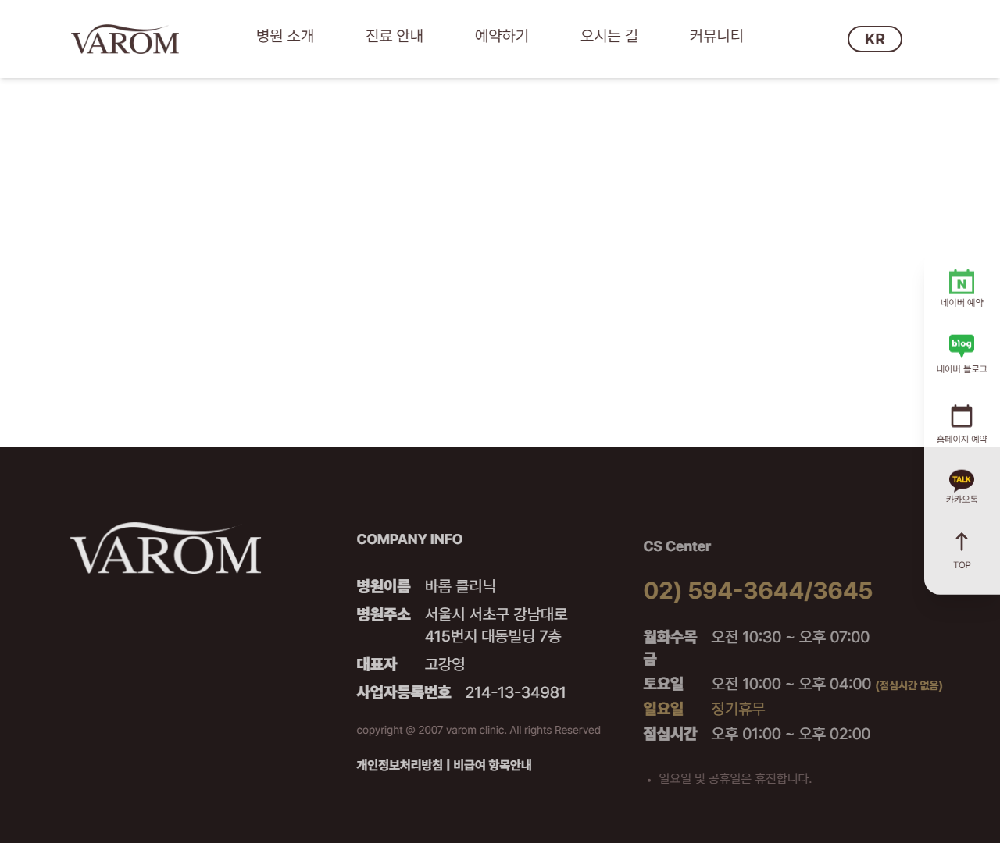 VAROM
병원 소개
진료 안내
예약하기
오시는 길
커뮤니티
KR
N
네이버 예약
blog
네이버 블로그
홈페이지 예약
TALK
카카오톡
TOP
VAROM
COMPANY INFO
병원이름 바롬 클리닉
병원주소 서울시 서초구 강남대로
415번지 대동빌딩 7층
대표자 고강영
사업자등록번호 214-13-34981
copyright @ 2007 varom clinic. All rights Reserved
개인정보처리방침 | 비급여 항목안내
CS Center
02) 594-3644/3645
월화수목 오전 10:30 ~ 오후 07:00
금
토요일 오전 10:00 ~ 오후 04:00 (점심시간 없음)
일요일 정기휴무
점심시간 오후 01:00 ~ 오후 02:00
• 일요일 및 공휴일은 휴진합니다.